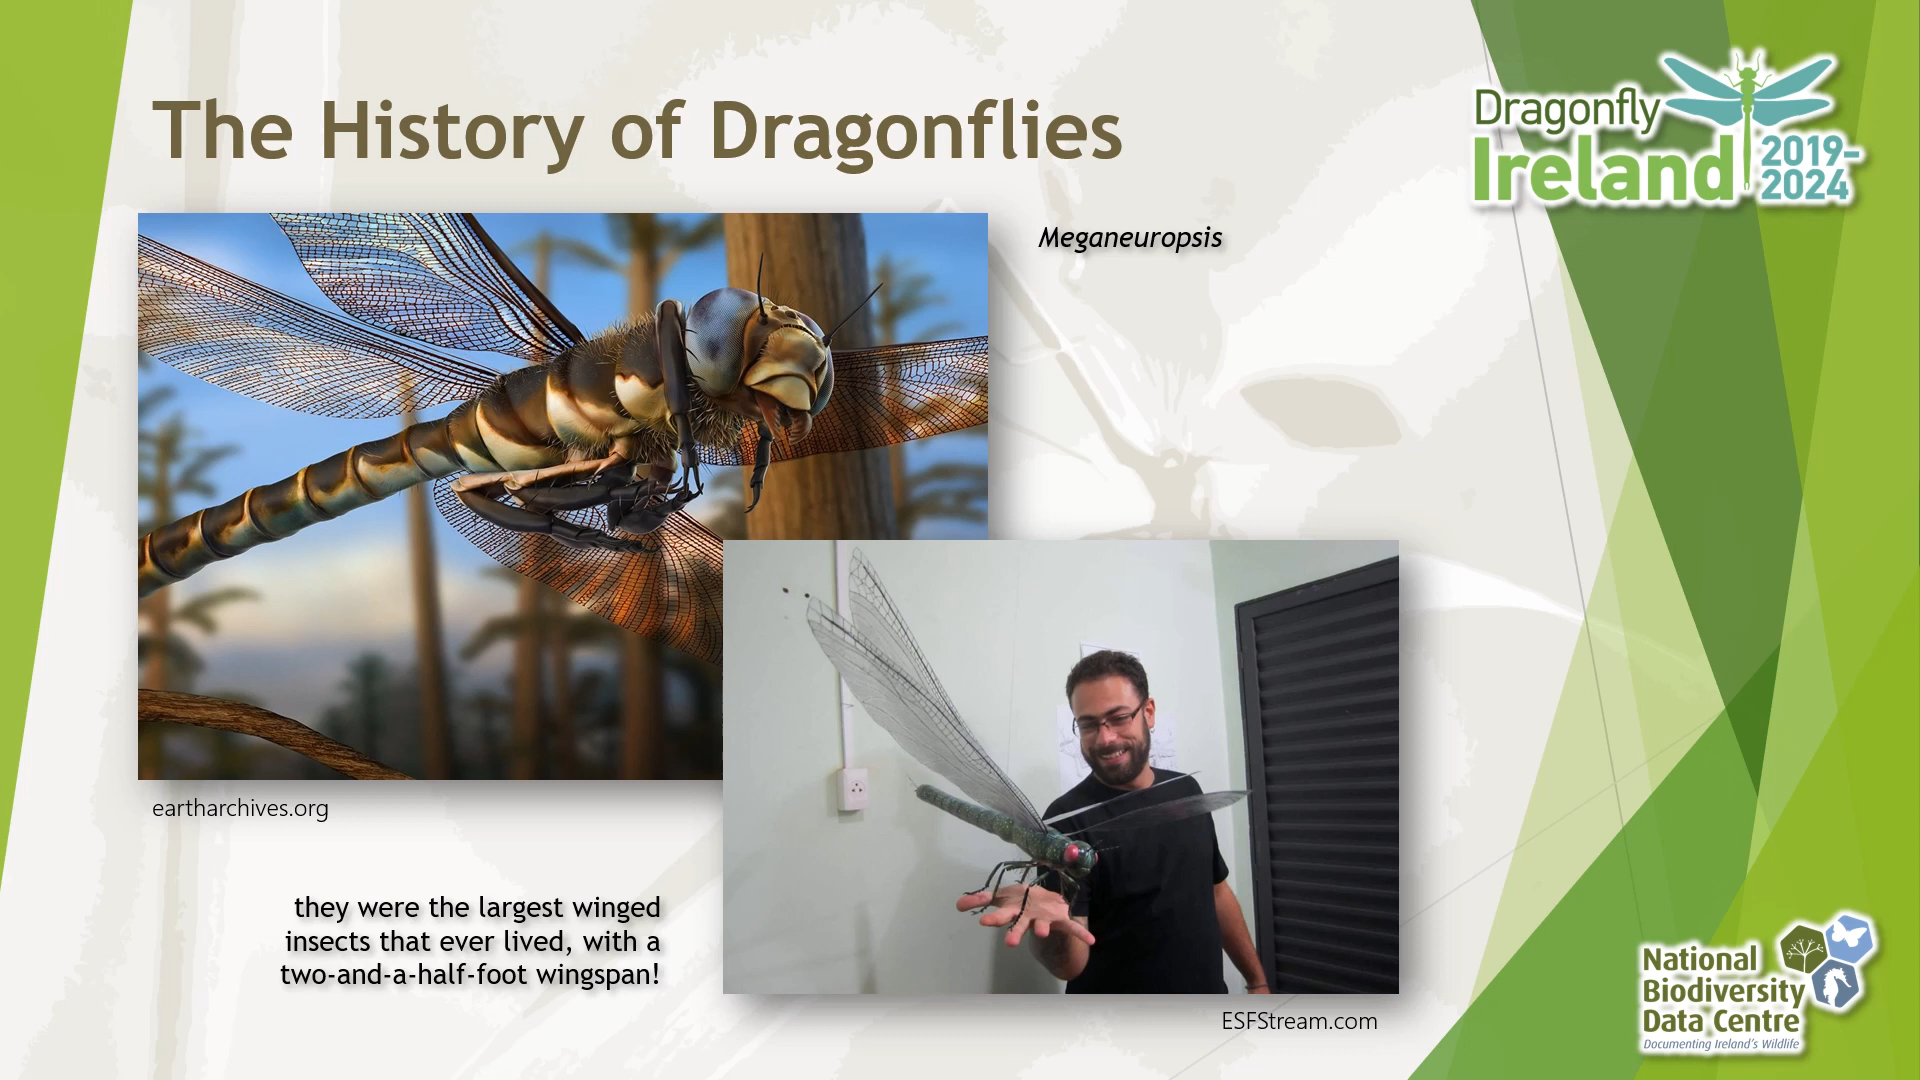 The History of Dragonflies
Dragonfly
Ireland
2019-
2024
Meganeuropsis
eartharchives.org
they were the largest winged
insects that ever lived, with a
two-and-a-half-foot wingspan!
ESFStream.com
National
Biodiversity
Data Centre
Documenting Ireland's Wildlife